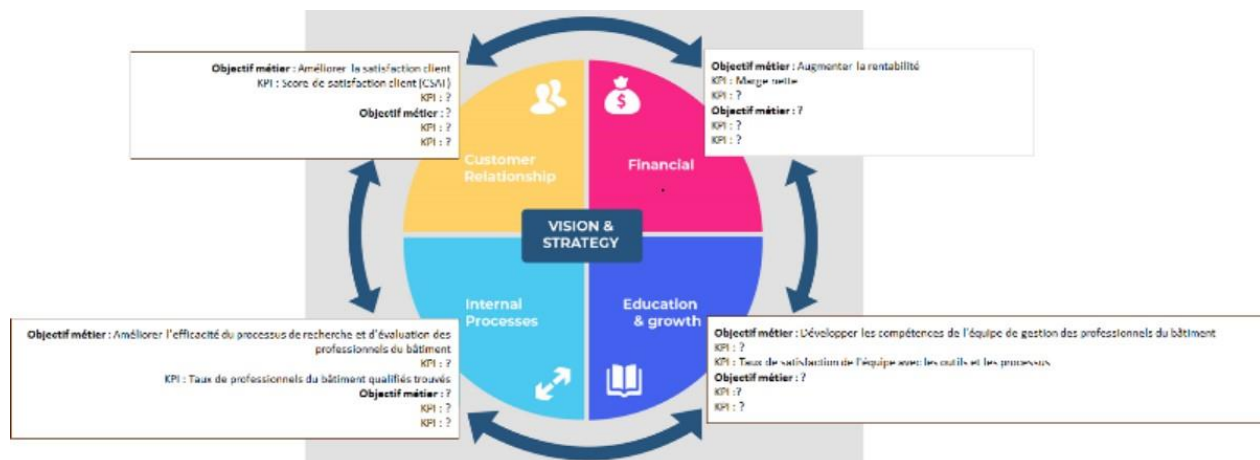 Objectif métier : Améliorer la satisfaction client
KPI : Score de satisfaction client (CSAT)
KPI : ?
Objectif métier : ?
KPI : ?
KPI : ?
Objectif métier : Augmenter la rentabilité
KPI : Marge nette
KPI : ?
Objectif métier : ?
KPI : ?
KPI : ?
Customer
Relationship
Financial
VISION &
STRATEGY
Internal
Processes
Education
& growth
Objectif métier : Améliorer l'efficacité du processus de recherche et d'évaluation des
professionnels du bâtiment
KPI : ?
KPI : Taux de professionnels du bâtiment qualifiés trouvés
Objectif métier : ?
KPI : ?
KPI : ?
Objectif métier : Développer les compétences de l'équipe de gestion des professionnels du bâtiment
KPI : ?
KPI : Taux de satisfaction de l'équipe avec les outils et les processus
Objectif métier : ?
KPI :?
KPI : ?